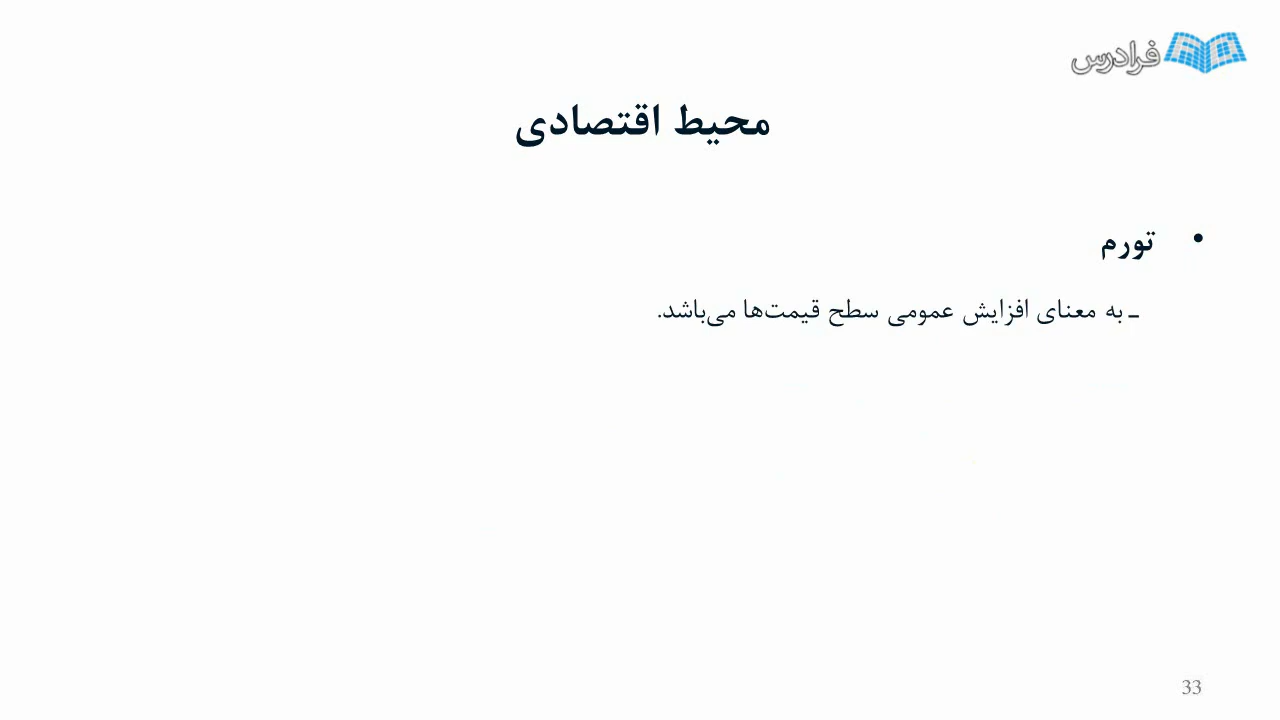 فرادرس
محیط اقتصادی
• تورم
ـ به معنای افزایش عمومی سطح قیمت‌ها می‌باشد.
33